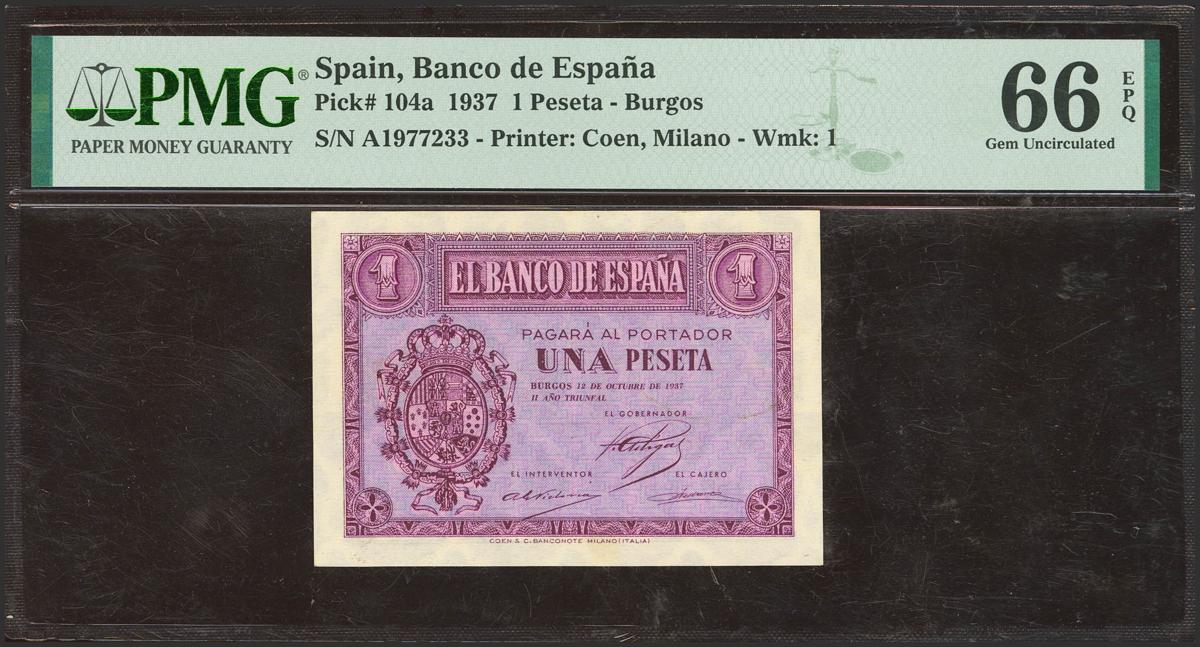 PMG®
PAPER MONEY GUARANTY
Spain, Banco de España
Pick# 104a 1937 1 Peseta - Burgos
S/N A1977233 - Printer: Coen, Milano - Wmk: 1
66 EPQ
Gem Uncirculated
1 EL BANCO DE ESPAÑA 1
PAGARÁ AL PORTADOR
UNA PESETA
BURGOS 12 DE OCTUBRE DE 1937
II AÑO TRIUNFAL
EL GOBERNADOR
EL INTERVENTOR EL CAJERO
COEN & C. BANCONOTE MILANO (ITALIA)